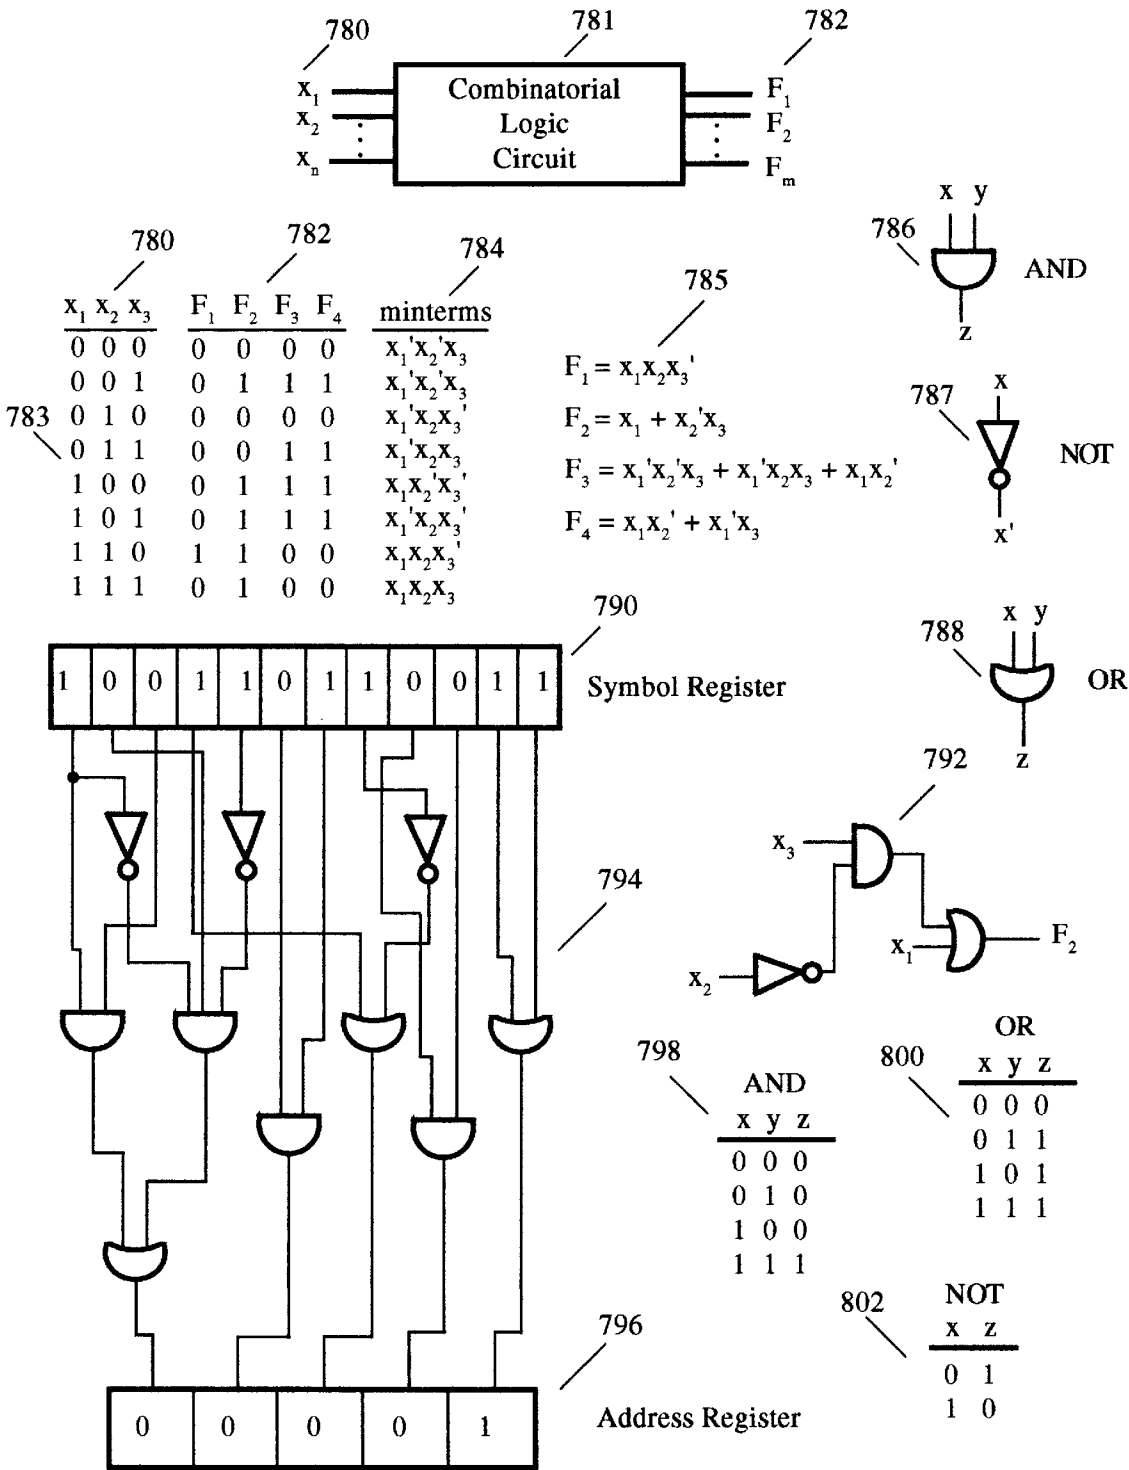 780
781
782
x₁
x₂
xₙ
Combinatorial
Logic
Circuit
F₁
F₂
Fₘ
780
782
784
785
x₁ x₂ x₃ F₁ F₂ F₃ F₄ minterms
0 0 0 0 0 0 0 x₁'x₂'x₃
0 0 1 0 1 1 1 x₁'x₂'x₃
0 1 0 0 0 0 0 x₁'x₂x₃'
0 1 1 0 0 1 1 x₁'x₂x₃
1 0 0 0 1 1 1 x₁x₂'x₃'
1 0 1 0 1 1 1 x₁'x₂x₃'
1 1 0 1 1 0 0 x₁x₂x₃'
1 1 1 0 1 0 0 x₁x₂x₃
783
F₁ = x₁x₂x₃'
F₂ = x₁ + x₂'x₃
F₃ = x₁'x₂'x₃ + x₁'x₂x₃ + x₁x₂'
F₄ = x₁x₂' + x₁'x₃
x y
786
AND
z
x
787
NOT
x'
790
1 0 0 1 1 0 1 1 0 0 1 1
Symbol Register
x y
788
OR
z
792
x₃
x₁
x₂
F₂
794
798
AND
x y z
0 0 0
0 1 0
1 0 0
1 1 1
800
OR
x y z
0 0 0
0 1 1
1 0 1
1 1 1
802
NOT
x z
0 1
1 0
796
0 0 0 0 1
Address Register